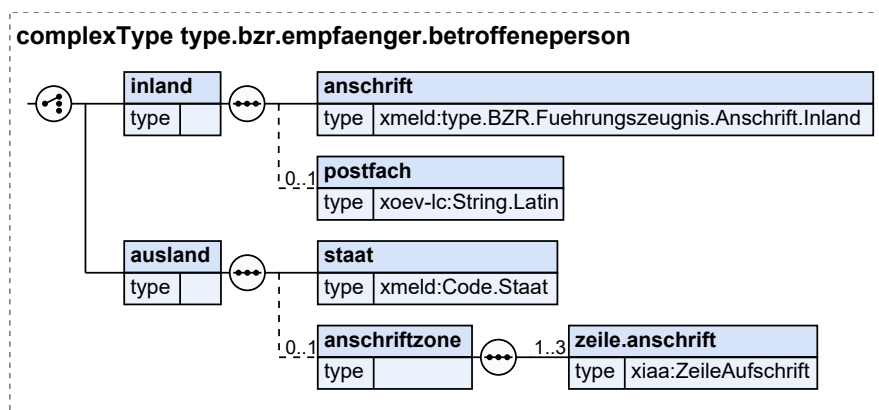 complexType type.bzr.empfaenger.betroffeneperson
inland
type
anschrift
type xmeld:type.BZR.Fuehrungszeugnis.Anschrift.Inland
0..1
postfach
type xoev-lc:String.Latin
ausland
type
staat
type xmeld:Code.Staat
0..1
anschriftzone
type
1..3
zeile.anschrift
type xiaa:ZeileAufschrift